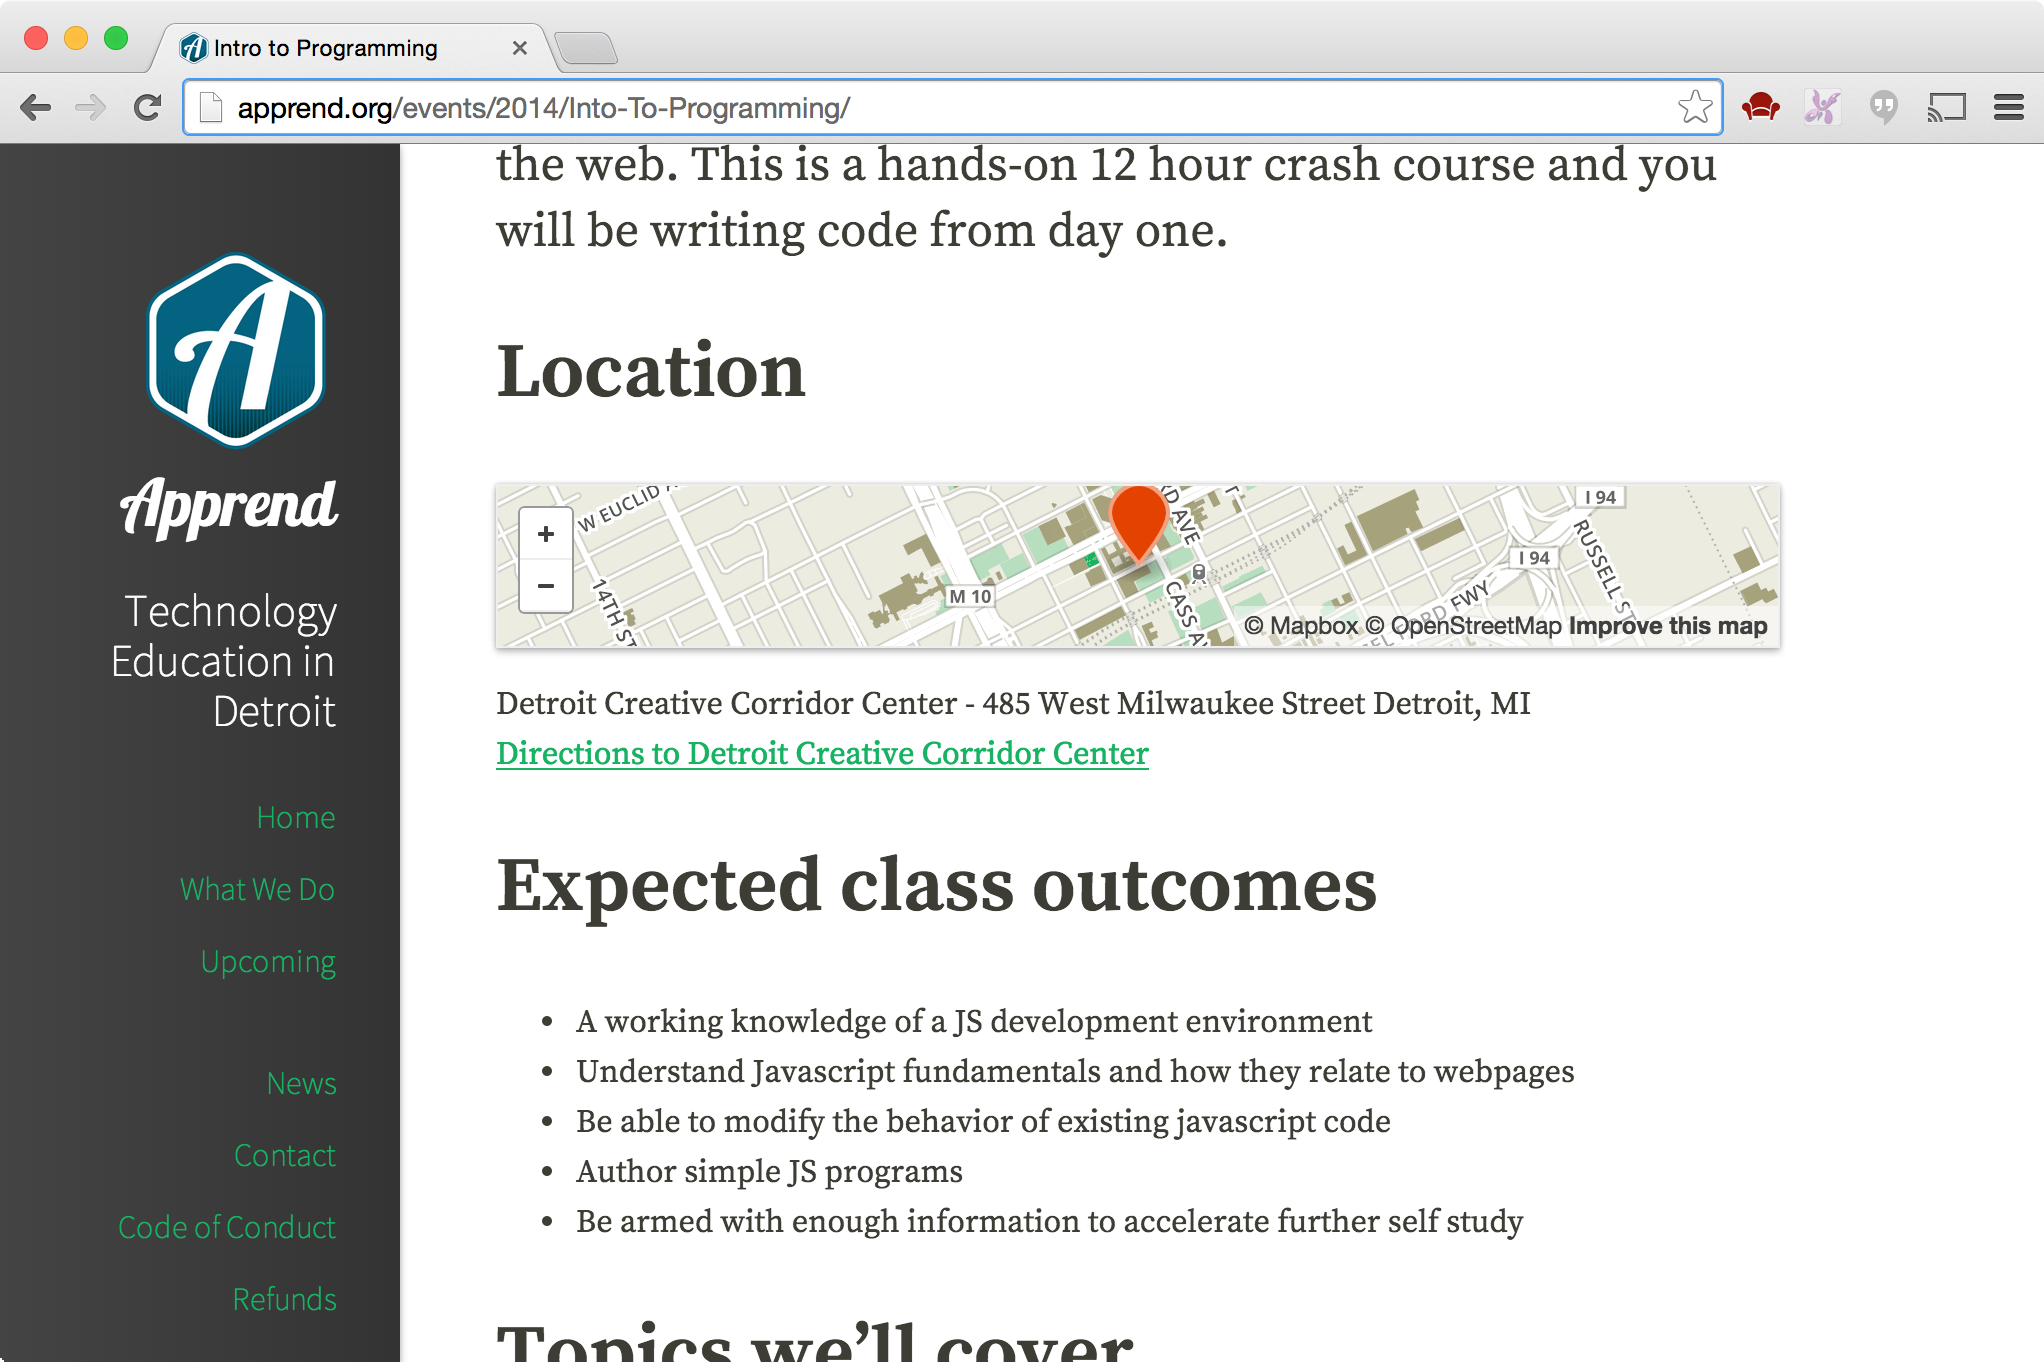 Intro to Programming
apprend.org/events/2014/Into-To-Programming/
Apprend
Technology
Education in
Detroit
Home
What We Do
Upcoming
News
Contact
Code of Conduct
Refunds
the web. This is a hands-on 12 hour crash course and you
will be writing code from day one.
Location
+
−
W EUCLID
14TH ST
M 10
RD AVE
CASS
I 94
I 94
RUSSELL ST
FORD FWY
© Mapbox © OpenStreetMap Improve this map
Detroit Creative Corridor Center - 485 West Milwaukee Street Detroit, MI
Directions to Detroit Creative Corridor Center
Expected class outcomes
• A working knowledge of a JS development environment
• Understand Javascript fundamentals and how they relate to webpages
• Be able to modify the behavior of existing javascript code
• Author simple JS programs
• Be armed with enough information to accelerate further self study
Topics we’ll cover